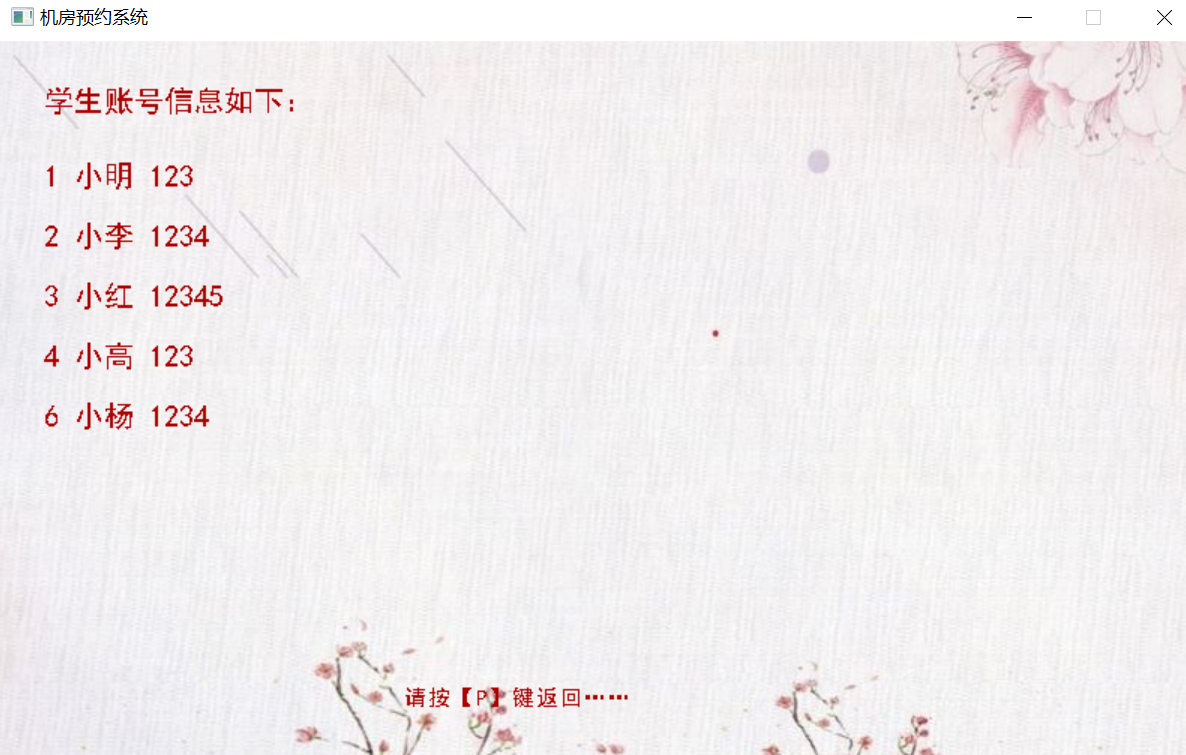 机房预约系统
学生账号信息如下：
1 小明 123
2 小李 1234
3 小红 12345
4 小高 123
6 小杨 1234
请按【P】键返回……